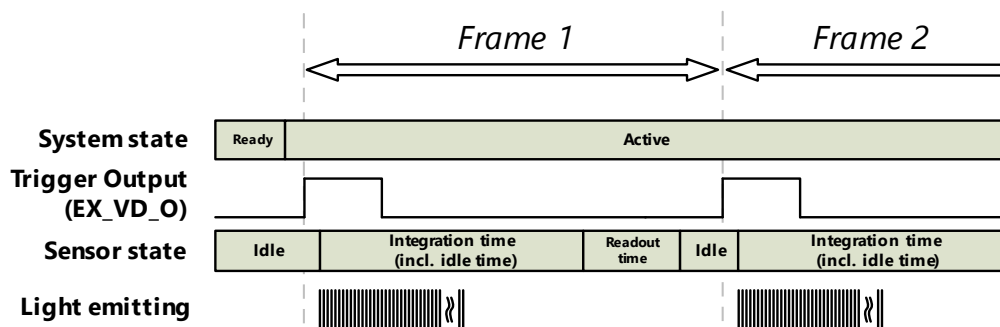 Frame 1
Frame 2
System state
Ready
Active
Trigger Output
(EX_VD_O)
Sensor state
Idle
Integration time
(incl. idle time)
Readout
time
Idle
Integration time
(incl. idle time)
Light emitting